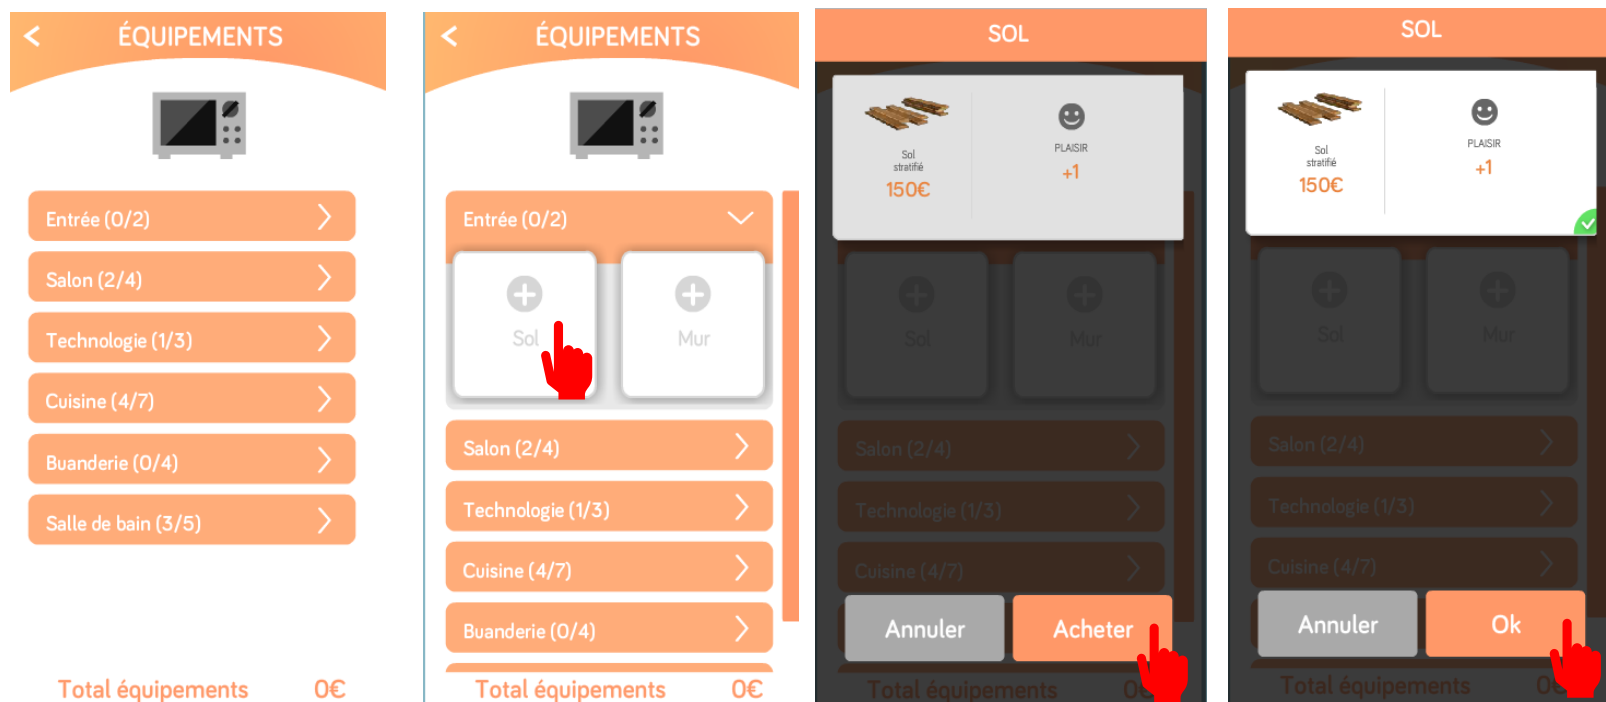 ÉQUIPEMENTS
Entrée (0/2)
Salon (2/4)
Technologie (1/3)
Cuisine (4/7)
Buanderie (0/4)
Salle de bain (3/5)
Total équipements 0€
ÉQUIPEMENTS
Entrée (0/2)
Sol Mur
Salon (2/4)
Technologie (1/3)
Cuisine (4/7)
Buanderie (0/4)
Total équipements 0€
SOL
Sol
stratifié
150€
PLAISIR
+1
Sol Mur
Salon (2/4)
Technologie (1/3)
Cuisine (4/7)
Annuler Acheter
Total équipements 0€
SOL
Sol
stratifié
150€
PLAISIR
+1
Sol Mur
Salon (2/4)
Technologie (1/3)
Cuisine (4/7)
Annuler Ok
Total équipements 0€